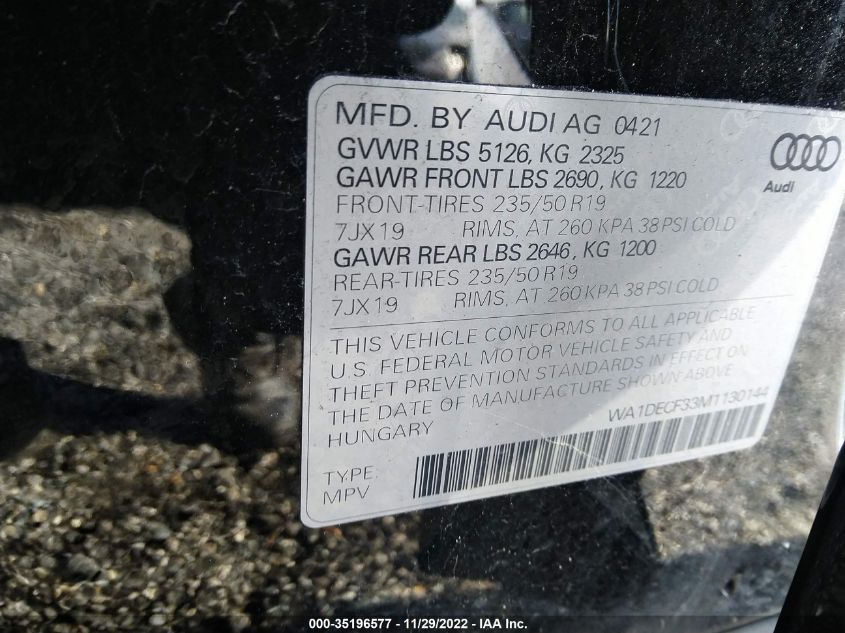 MFD. BY AUDI AG 0421
GVWR LBS 5126, KG 2325
GAWR FRONT LBS 2690, KG 1220
FRONT-TIRES 235/50 R19
7JX19 RIMS, AT 260 KPA 38 PSI COLD
GAWR REAR LBS 2646, KG 1200
REAR-TIRES 235/50 R19
7JX19 RIMS, AT 260 KPA 38 PSI COLD
Audi
THIS VEHICLE CONFORMS TO ALL APPLICABLE
U.S. FEDERAL MOTOR VEHICLE SAFETY AND
THEFT PREVENTION STANDARDS IN EFFECT ON
THE DATE OF MANUFACTURE SHOWN ABOVE
HUNGARY
WA1DECF33M1130144
TYPE:
MPV
000-35196577 - 11/29/2022 - © IAA Inc.